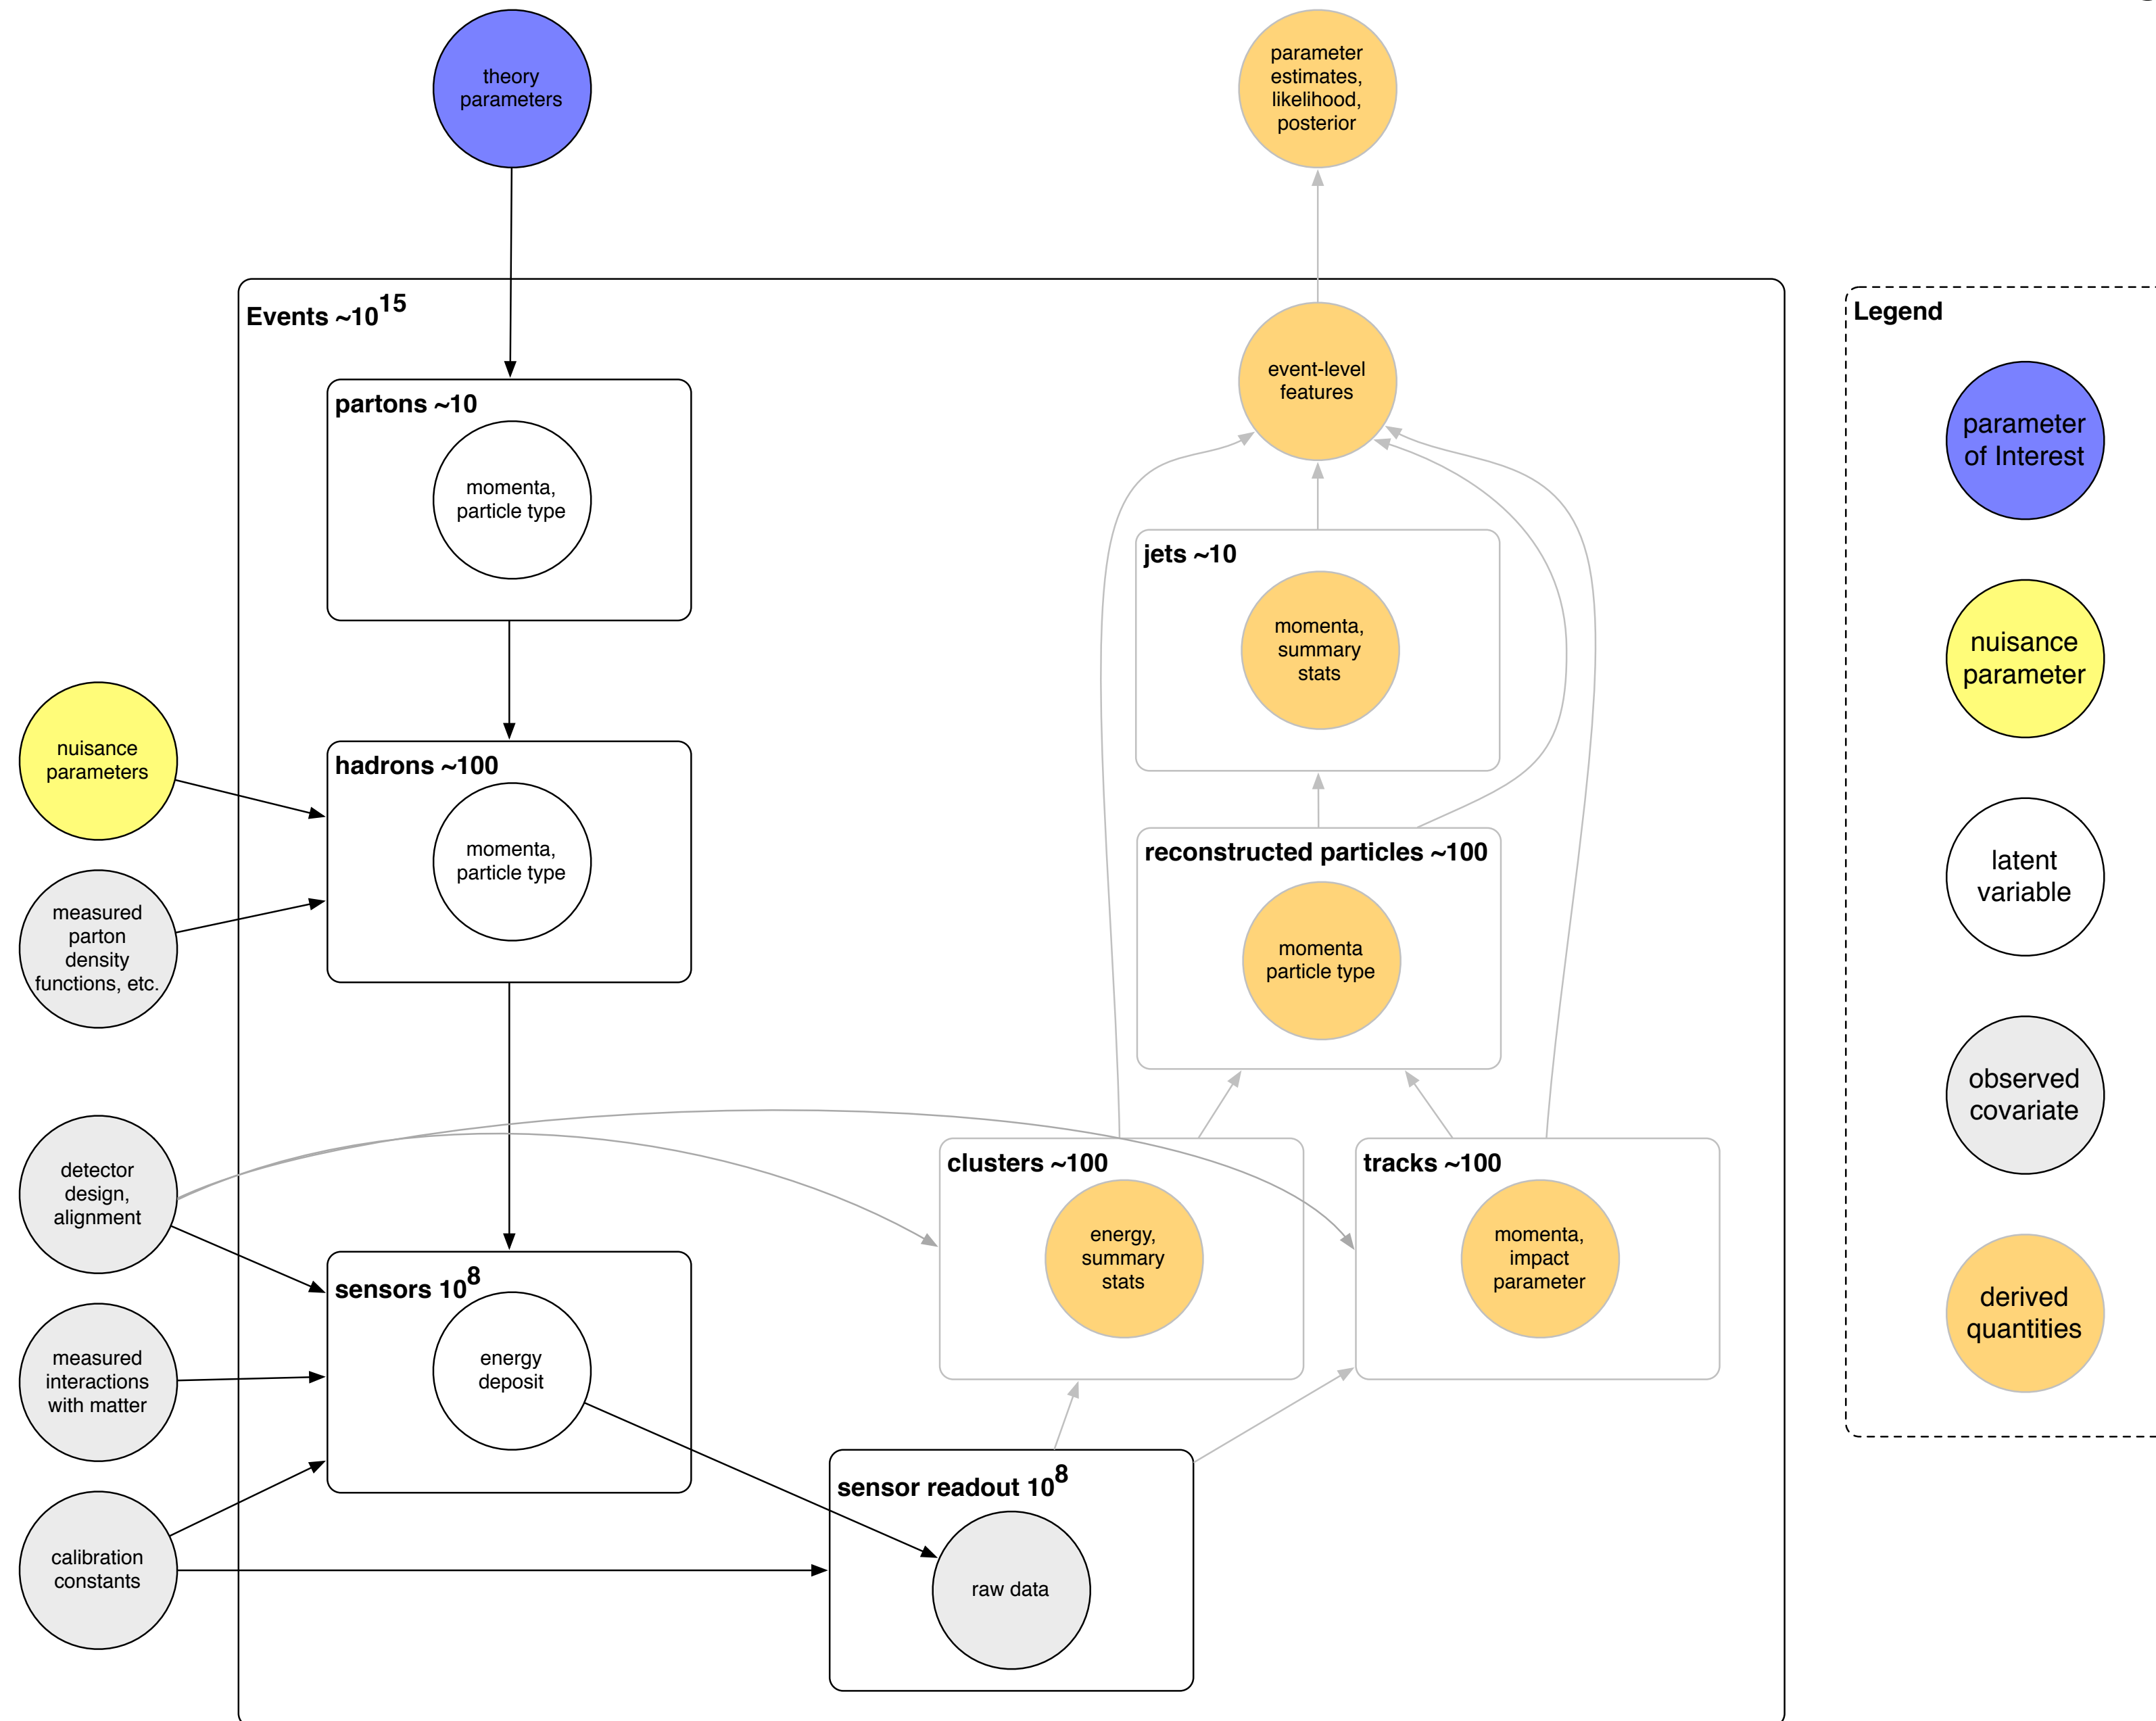 theory
parameters
parameter
estimates,
likelihood,
posterior
Events ~10^15
partons ~10
momenta,
particle type
event-level
features
jets ~10
momenta,
summary
stats
nuisance
parameters
hadrons ~100
momenta,
particle type
measured
parton
density
functions, etc.
reconstructed particles ~100
momenta
particle type
detector
design,
alignment
clusters ~100
energy,
summary
stats
tracks ~100
momenta,
impact
parameter
sensors 10^8
energy
deposit
measured
interactions
with matter
calibration
constants
sensor readout 10^8
raw data
Legend
parameter
of Interest
nuisance
parameter
latent
variable
observed
covariate
derived
quantities